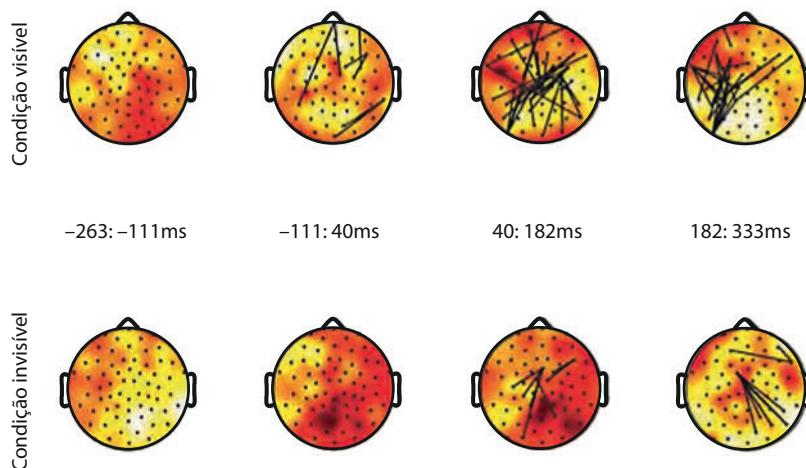 Condição visível
–263: –111ms
–111: 40ms
40: 182ms
182: 333ms
Condição invisível